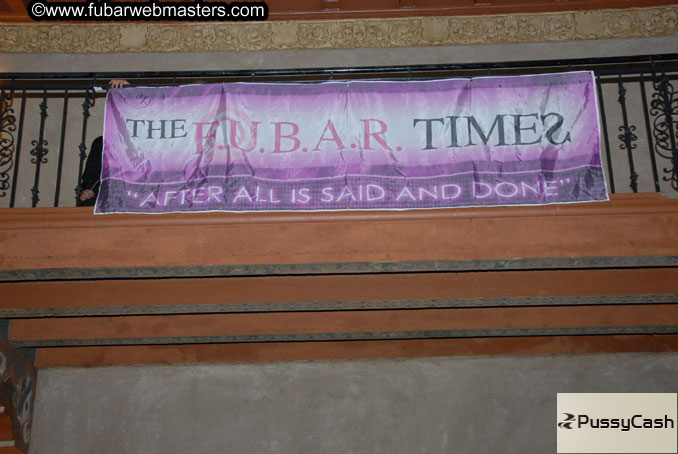 ©www.fubarwebmasters.com
THE F.U.B.A.R. TIMES
"AFTER ALL IS SAID AND DONE"
PussyCash